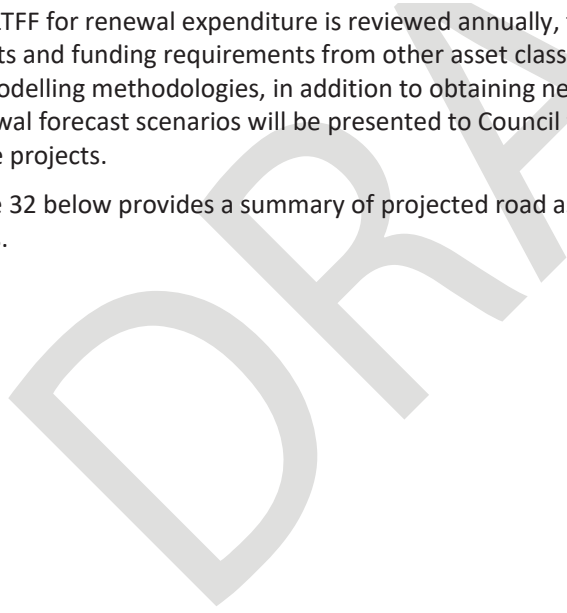 TFF for renewal expenditure is reviewed annually,
ts and funding requirements from other asset class
odelling methodologies, in addition to obtaining ne
wal forecast scenarios will be presented to Council
e projects.
e 32 below provides a summary of projected road a
.
DRA